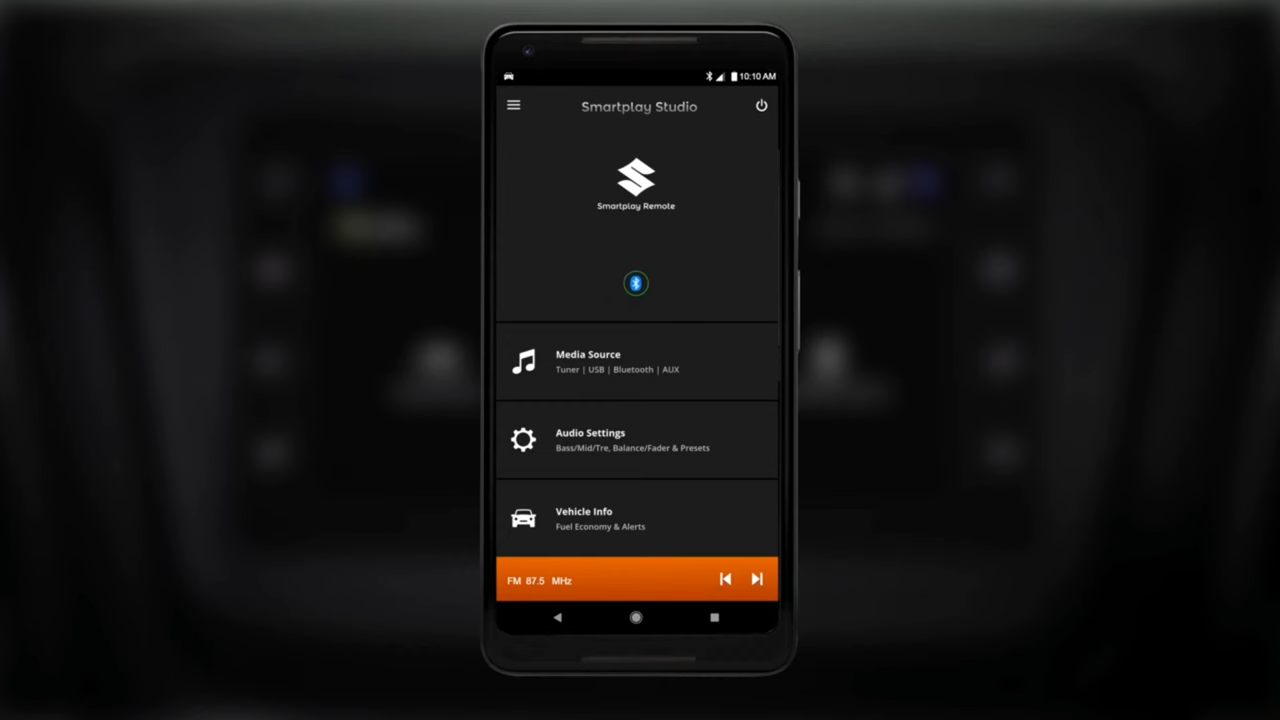 10:10 AM
Smartplay Studio
Smartplay Remote
Media Source
Tuner | USB | Bluetooth | AUX
Audio Settings
Bass/Mid/Tre, Balance/Fader & Presets
Vehicle Info
Fuel Economy & Alerts
FM 87.5 MHz